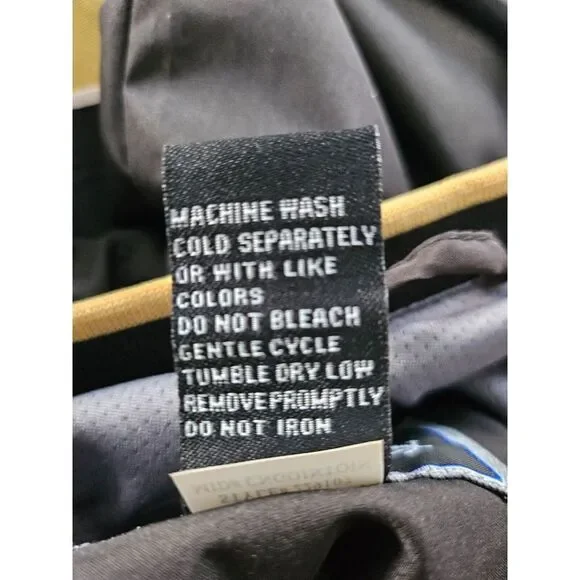 MACHINE WASH
COLD SEPARATELY
OR WITH LIKE
COLORS
DO NOT BLEACH
GENTLE CYCLE
TUMBLE DRY LOW
REMOVE PROMPTLY
DO NOT IRON